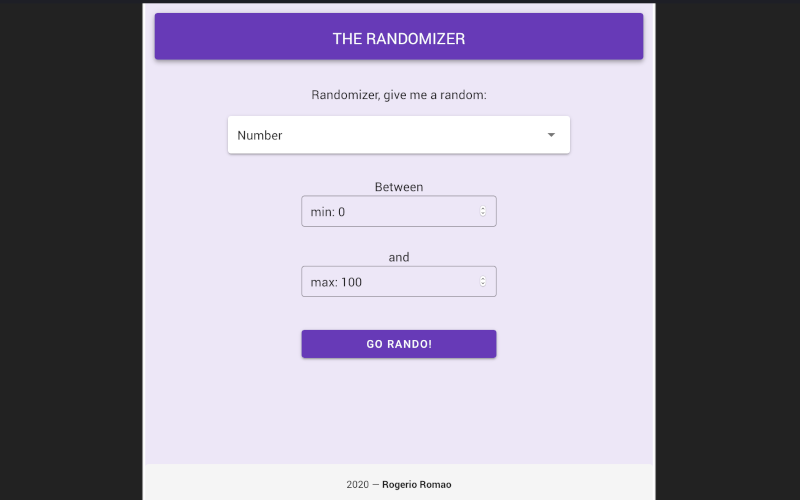 THE RANDOMIZER
Randomizer, give me a random:
Number
Between
min: 0
and
max: 100
GO RANDO!
2020 — Rogerio Romao